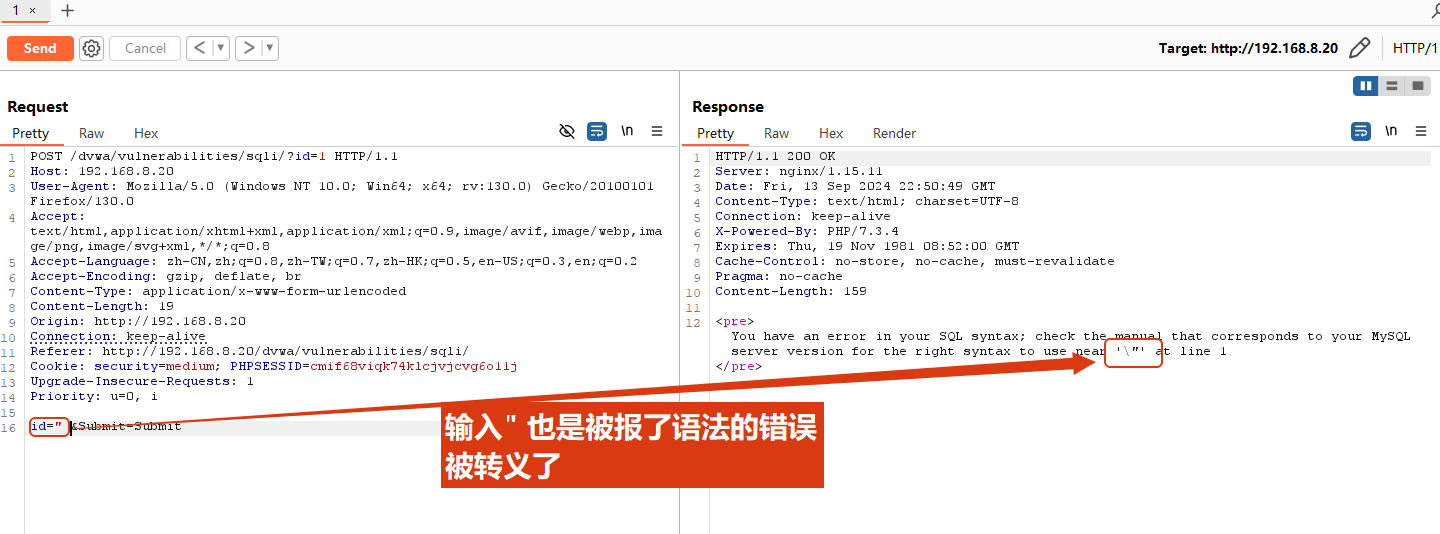 1 ×
Send
Cancel
Target: http://192.168.8.20
HTTP/1
Request
Pretty Raw Hex
\n
1 POST /dvwa/vulnerabilities/sqli/?id=1 HTTP/1.1
2 Host: 192.168.8.20
3 User-Agent: Mozilla/5.0 (Windows NT 10.0; Win64; x64; rv:130.0) Gecko/20100101
Firefox/130.0
4 Accept:
text/html,application/xhtml+xml,application/xml;q=0.9,image/avif,image/webp,ima
ge/png,image/svg+xml,*/*;q=0.8
5 Accept-Language: zh-CN,zh;q=0.8,zh-TW;q=0.7,zh-HK;q=0.5,en-US;q=0.3,en;q=0.2
6 Accept-Encoding: gzip, deflate, br
7 Content-Type: application/x-www-form-urlencoded
8 Content-Length: 19
9 Origin: http://192.168.8.20
10 Connection: keep-alive
11 Referer: http://192.168.8.20/dvwa/vulnerabilities/sqli/
12 Cookie: security=medium; PHPSESSID=cmif68viqk74klcjvjcvg6o11j
13 Upgrade-Insecure-Requests: 1
14 Priority: u=0, i
15
16 id=" &Submit=Submit
Response
Pretty Raw Hex Render
\n
1 HTTP/1.1 200 OK
2 Server: nginx/1.15.11
3 Date: Fri, 13 Sep 2024 22:50:49 GMT
4 Content-Type: text/html; charset=UTF-8
5 Connection: keep-alive
6 X-Powered-By: PHP/7.3.4
7 Expires: Thu, 19 Nov 1981 08:52:00 GMT
8 Cache-Control: no-store, no-cache, must-revalidate
9 Pragma: no-cache
10 Content-Length: 159
11
12 <pre>
You have an error in your SQL syntax; check the manual that corresponds to your MySQL
server version for the right syntax to use near '\"' at line 1
</pre>
输入" 也是被报了语法的错误
被转义了